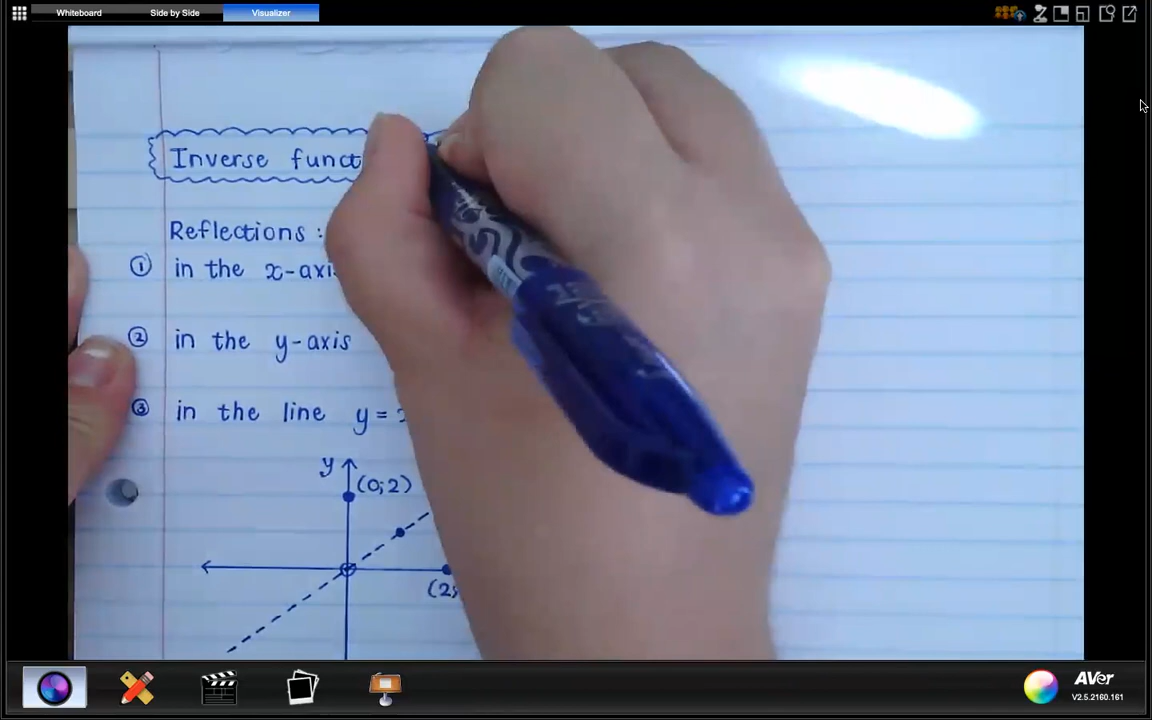 Whiteboard Side by Side Visualizer
Inverse funct
Reflections :
① in the x-axi
② in the y-axis
③ in the line y =
y
(0;2)
(2;
AVer
V2.5.2160.161